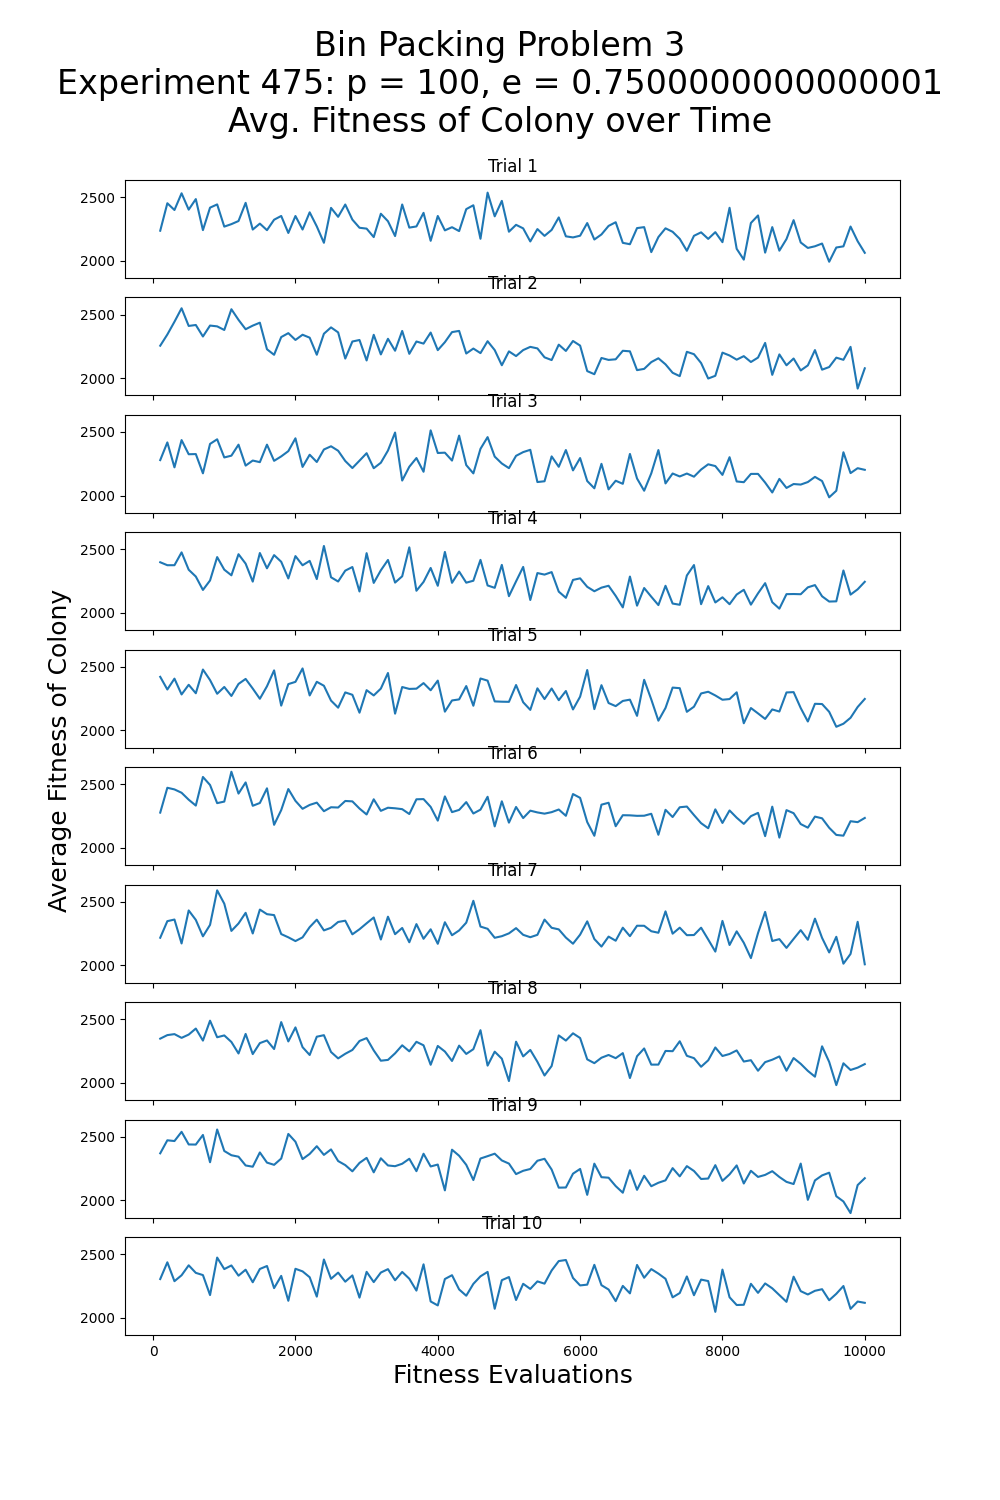 Bin Packing Problem 3
Experiment 475: p = 100, e = 0.7500000000000001
Avg. Fitness of Colony over Time
Trial 1
2500
2000
Trial 2
2500
2000
Trial 3
2500
2000
Trial 4
2500
2000
Trial 5
2500
2000
Trial 6
2500
2000
Trial 7
2500
2000
Trial 8
2500
2000
Trial 9
2500
2000
Trial 10
2500
2000
Average Fitness of Colony
0 2000 4000 6000 8000 10000
Fitness Evaluations